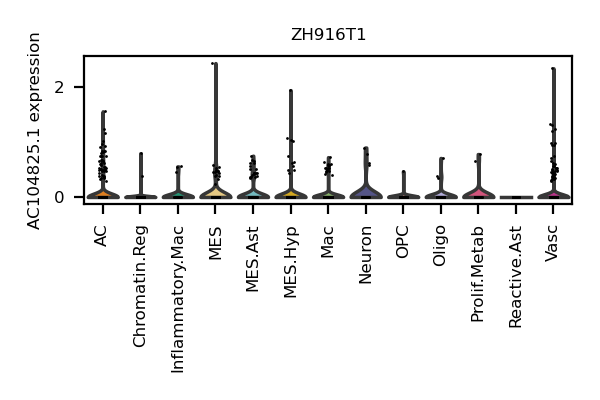 ZH916T1
AC104825.1 expression
2
0
AC
Chromatin.Reg
Inflammatory.Mac
MES
MES.Ast
MES.Hyp
Mac
Neuron
OPC
Oligo
Prolif.Metab
Reactive.Ast
Vasc